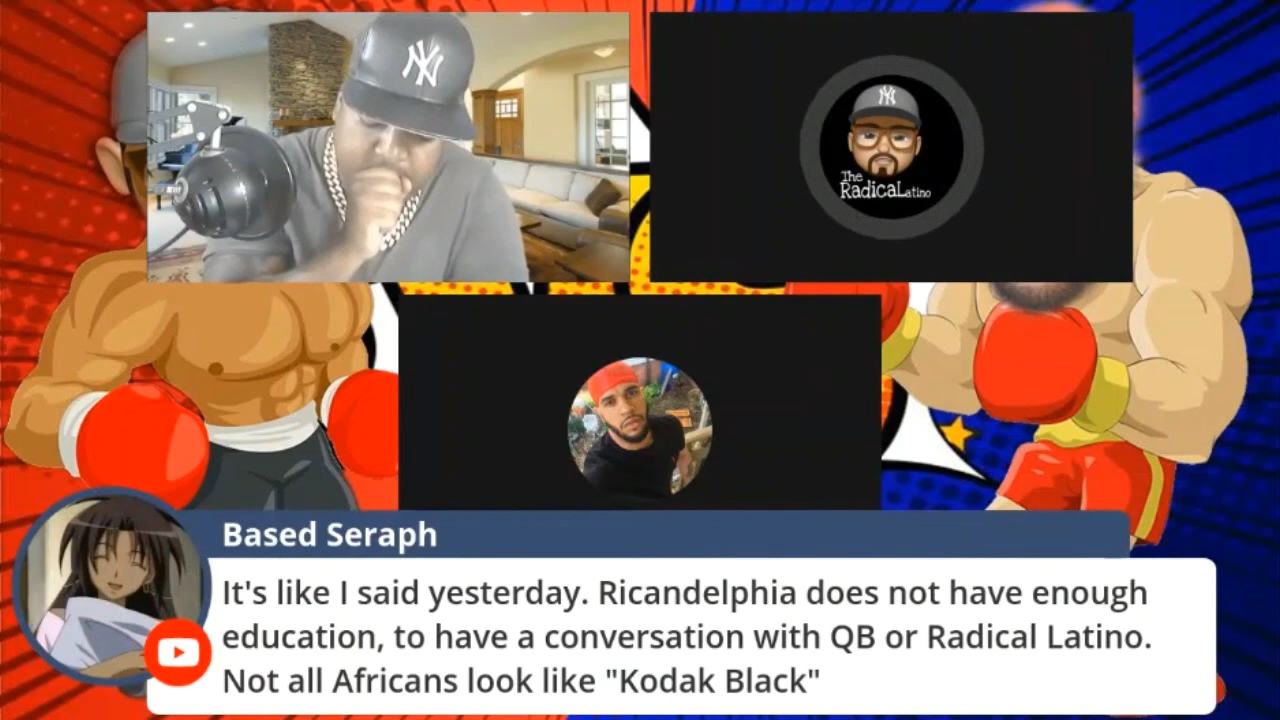 NY
NY
The
RadicaLatino
Based Seraph
It's like I said yesterday. Ricandelphia does not have enough
education, to have a conversation with QB or Radical Latino.
Not all Africans look like "Kodak Black"